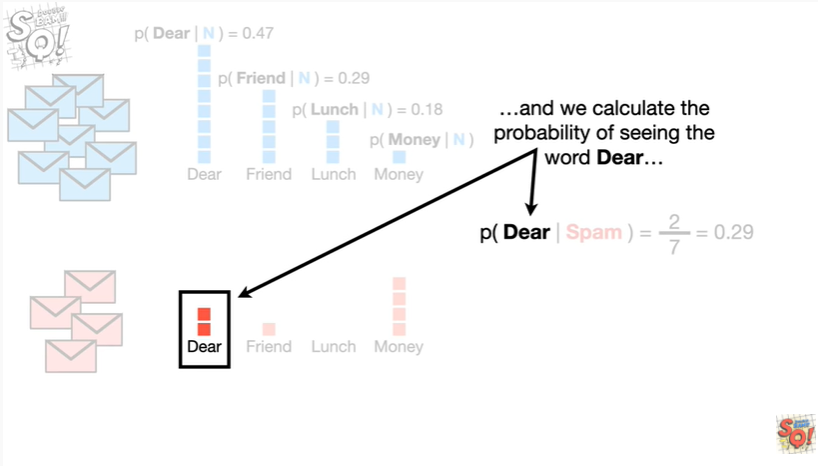 p( Dear | N ) = 0.47
p( Friend | N ) = 0.29
p( Lunch | N ) = 0.18
p( Money | N )
Dear Friend Lunch Money
...and we calculate the
probability of seeing the
word Dear...
p( Dear | Spam ) = 2/7 = 0.29
Dear Friend Lunch Money
SQ!